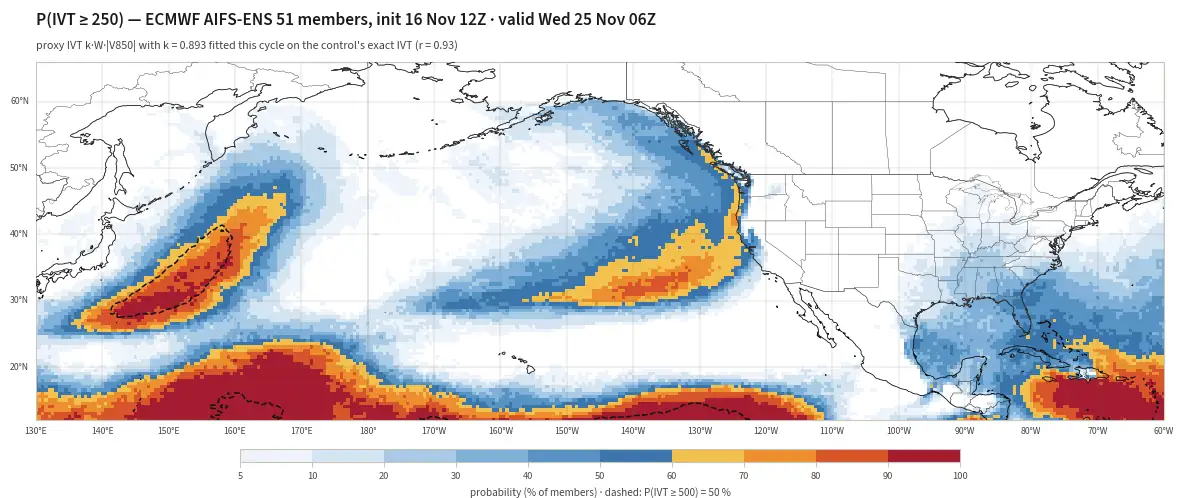 P(IVT ≥ 250) — ECMWF AIFS-ENS 51 members, init 16 Nov 12Z · valid Wed 25 Nov 06Z
proxy IVT k·W·|V850| with k = 0.893 fitted this cycle on the control's exact IVT (r = 0.93)
60°N
50°N
40°N
30°N
20°N
130°E 140°E 150°E 160°E 170°E 180° 170°W 160°W 150°W 140°W 130°W 120°W 110°W 100°W 90°W 80°W 70°W 60°W
5 10 20 30 40 50 60 70 80 90 100
probability (% of members) · dashed: P(IVT ≥ 500) = 50 %